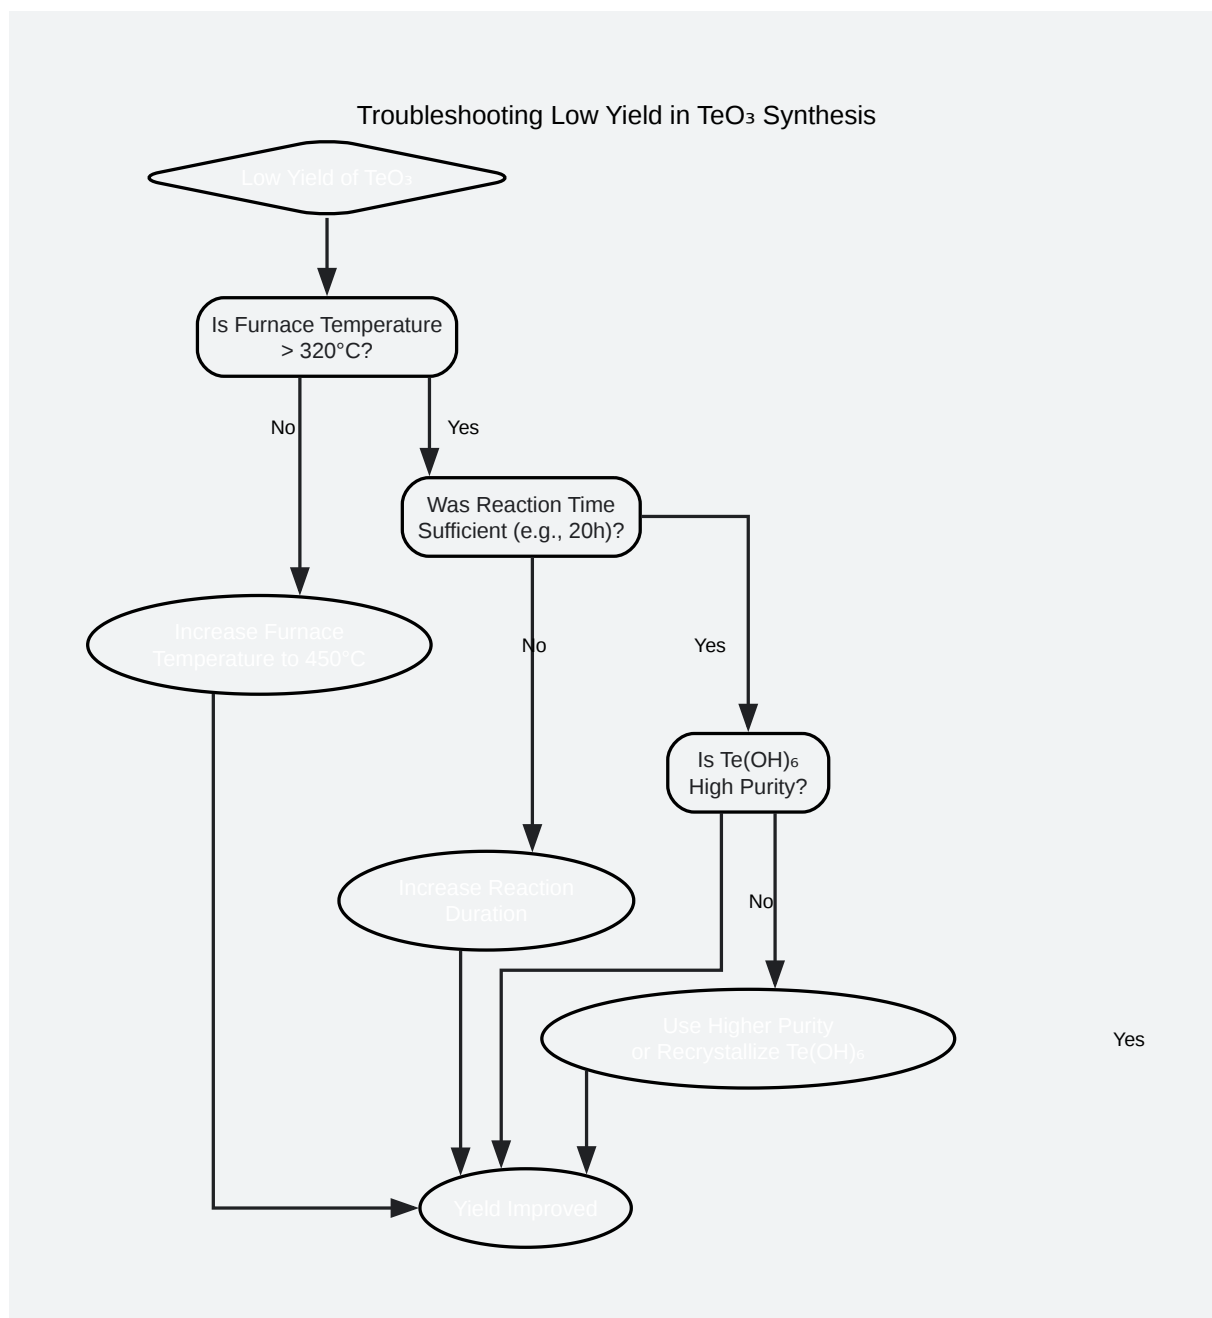 Troubleshooting Low Yield in TeO₃ Synthesis
Low Yield of TeO₃
Is Furnace Temperature
> 320°C?
No
Yes
Was Reaction Time
Sufficient (e.g., 20h)?
Increase Furnace
Temperature to 450°C
No
Yes
Is Te(OH)₆
High Purity?
Increase Reaction
Duration
No
Use Higher Purity
or Recrystallize Te(OH)₆
Yes
Yield Improved